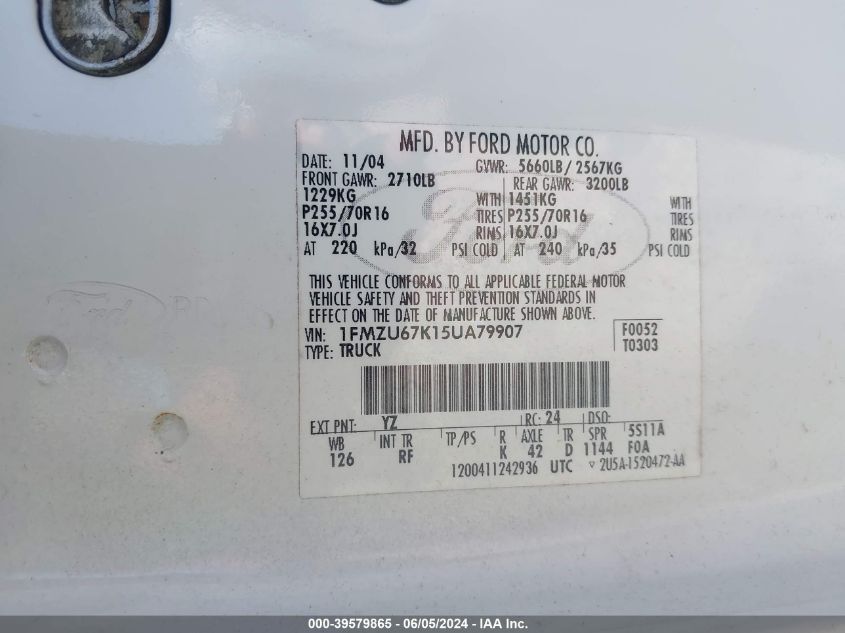 MFD. BY FORD MOTOR CO.
DATE: 11/04 GVWR: 5660LB / 2567KG
FRONT GAWR: 2710LB REAR GAWR: 3200LB
1229KG WITH 1451KG WITH
P255/70R16 TIRES P255/70R16 TIRES
16X7.0J RIMS 16X7.0J RIMS
AT 220 kPa/32 PSI COLD AT 240 kPa/35 PSI COLD
Ford
THIS VEHICLE CONFORMS TO ALL APPLICABLE FEDERAL MOTOR
VEHICLE SAFETY AND THEFT PREVENTION STANDARDS IN
EFFECT ON THE DATE OF MANUFACTURE SHOWN ABOVE.
VIN: 1FMZU67K15UA79907 F0052
TYPE: TRUCK T0303
EXT PNT: YZ RC: 24 DSO:
WB INT TR TP/PS R AXLE TR SPR 5S11A
126 RF K 42 D 1144 F0A
1200411242936 UTC ▽ 2U5A-1520472-AA
Ford
000-39579865 - 06/05/2024 - IAA Inc.